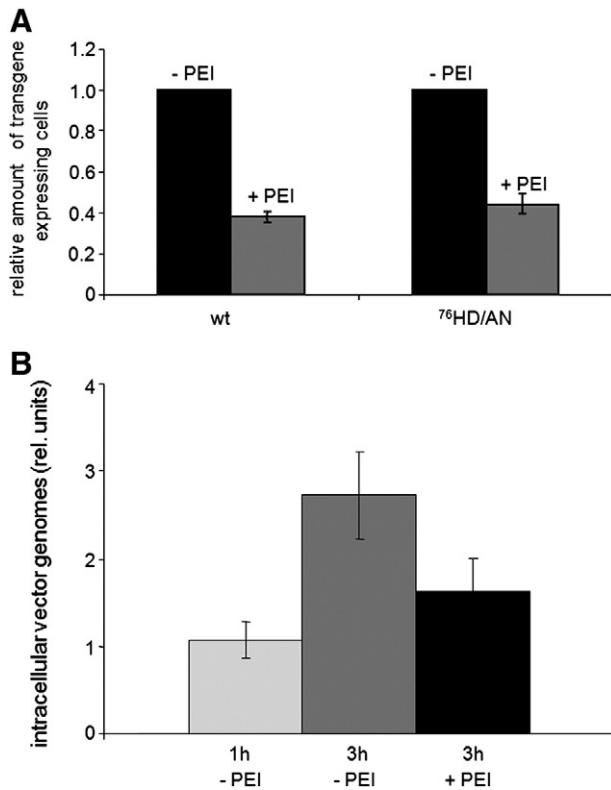 A
relative amount of transgene
expressing cells
1.2
1.0
0.8
0.6
0.4
0.2
0
- PEI
+ PEI
- PEI
+ PEI
wt
⁷⁶HD/AN
B
intracellular vector genomes (rel. units)
4
3
2
1
0
1h
- PEI
3h
- PEI
3h
+ PEI